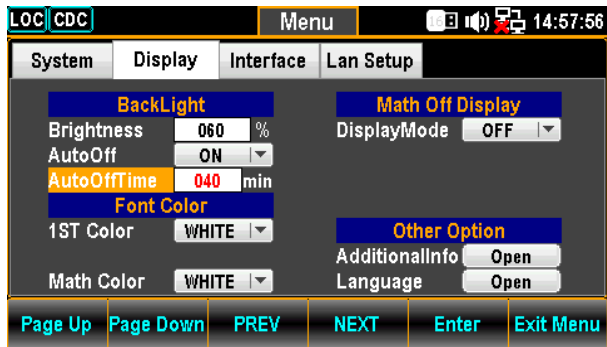 LOC CDC Menu 16 14:57:56
System Display Interface Lan Setup
BackLight Math Off Display
Brightness 060 % DisplayMode OFF
AutoOff ON
AutoOffTime 040 min
Font Color
1ST Color WHITE Other Option
AdditionalInfo Open
Math Color WHITE Language Open
Page Up Page Down PREV NEXT Enter Exit Menu